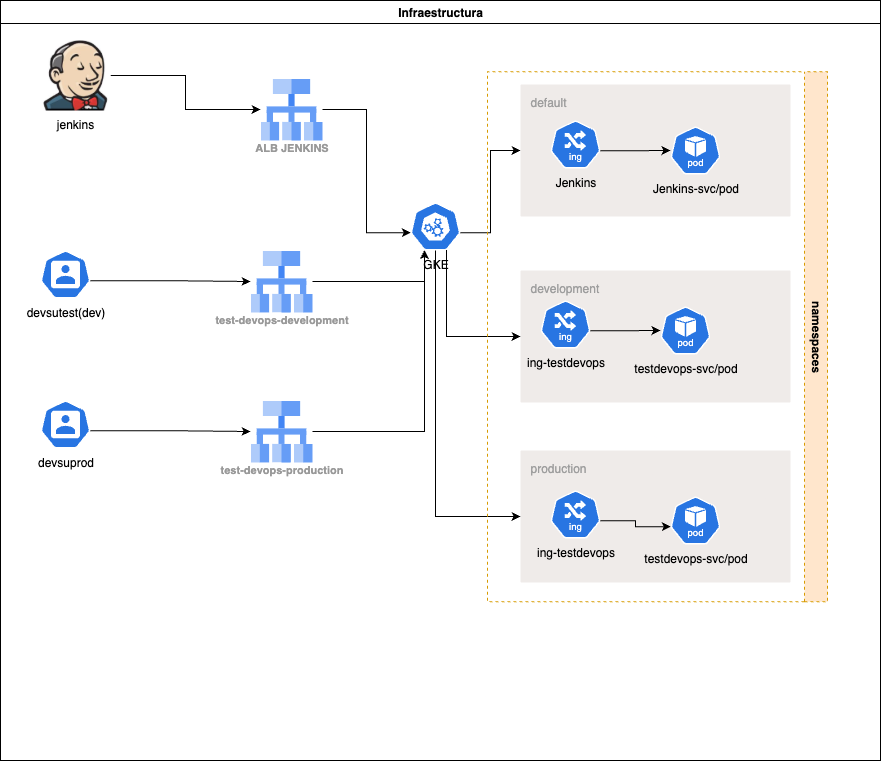 Infraestructura
jenkins
ALB JENKINS
default
ing
Jenkins
pod
Jenkins-svc/pod
GKE
devsutest(dev)
test-devops-development
development
ing
ing-testdevops
pod
testdevops-svc/pod
namespaces
devsuprod
test-devops-production
production
ing
ing-testdevops
pod
testdevops-svc/pod